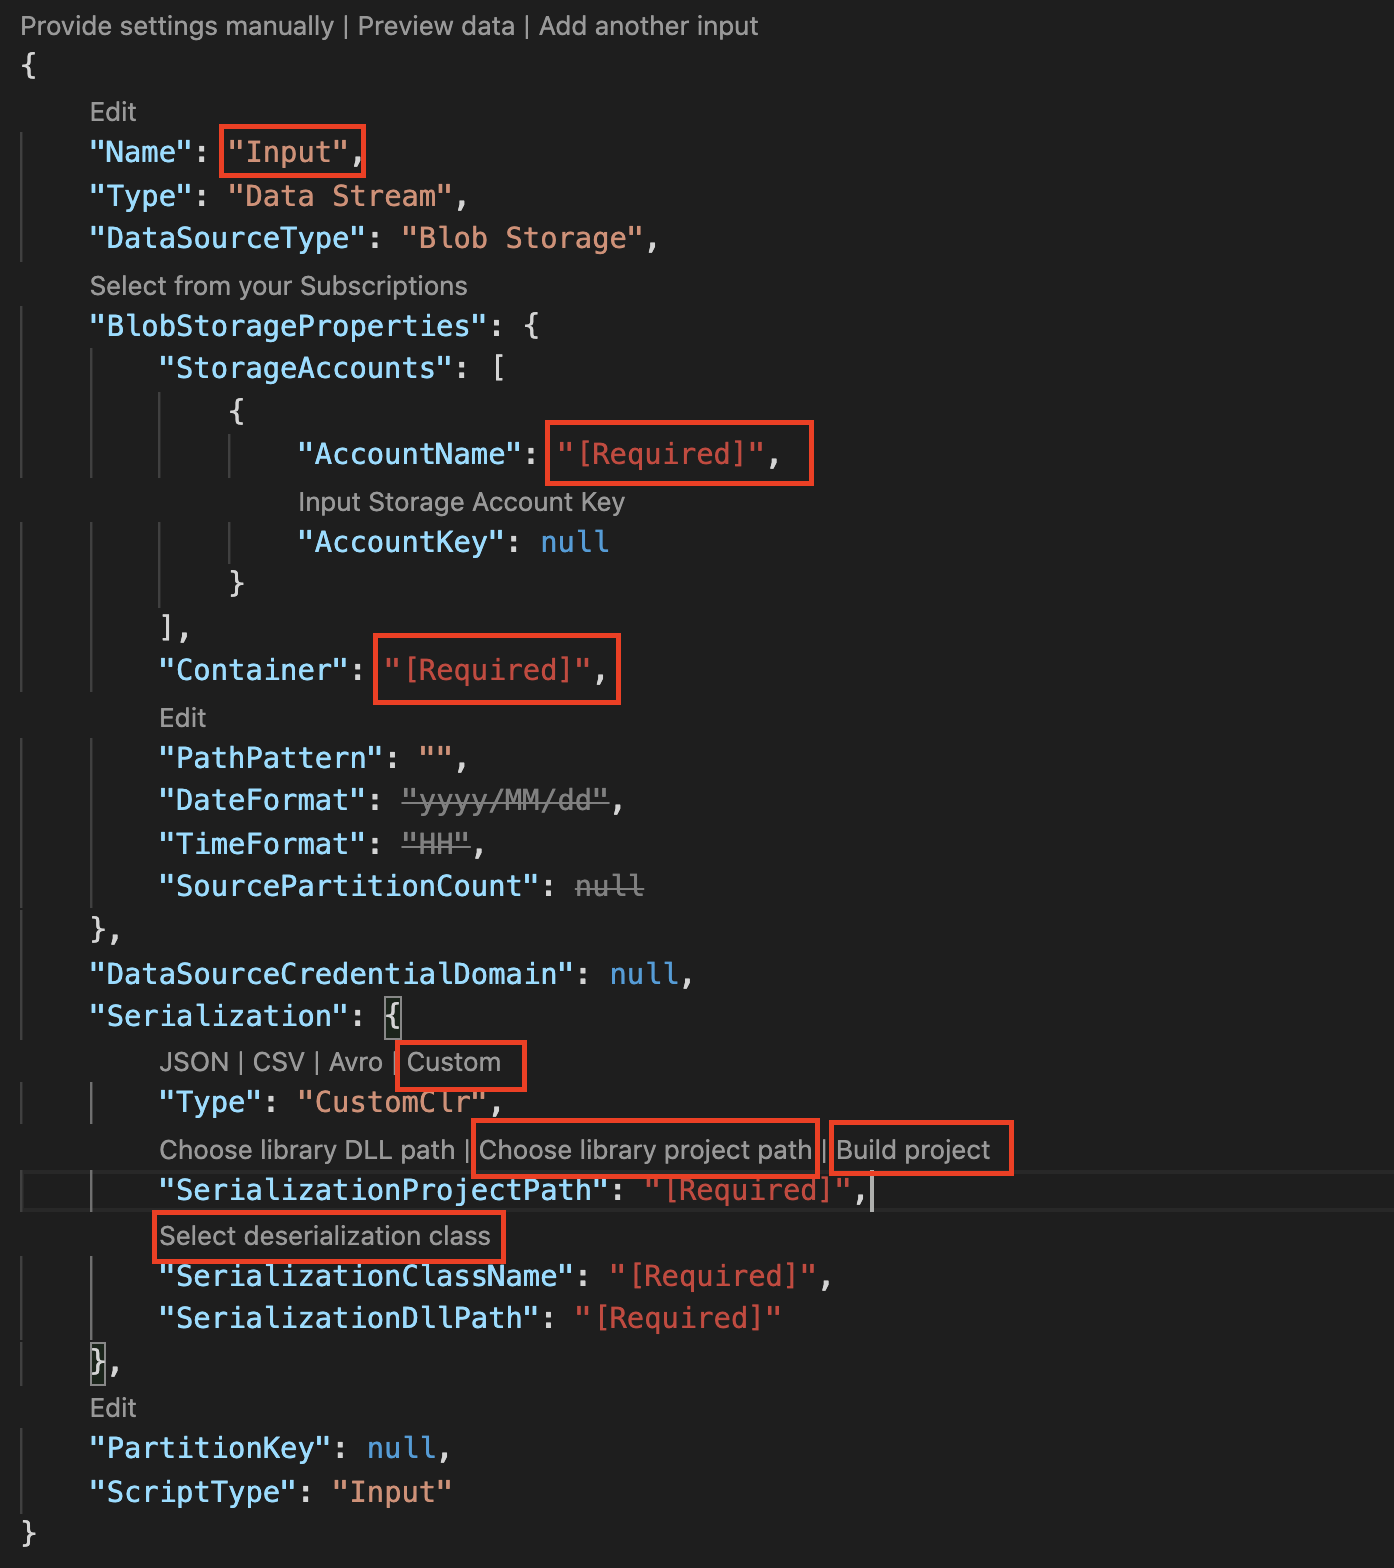 Provide settings manually | Preview data | Add another input
{
Edit
"Name": "Input",
"Type": "Data Stream",
"DataSourceType": "Blob Storage",
Select from your Subscriptions
"BlobStorageProperties": {
"StorageAccounts": [
{
"AccountName": "[Required]",
Input Storage Account Key
"AccountKey": null
}
],
"Container": "[Required]",
Edit
"PathPattern": "",
"DateFormat": "yyyy/MM/dd",
"TimeFormat": "HH",
"SourcePartitionCount": null
},
"DataSourceCredentialDomain": null,
"Serialization": {
JSON | CSV | Avro | Custom
"Type": "CustomClr",
Choose library DLL path | Choose library project path | Build project
"SerializationProjectPath": "[Required]",
Select deserialization class
"SerializationClassName": "[Required]",
"SerializationDllPath": "[Required]"
},
Edit
"PartitionKey": null,
"ScriptType": "Input"
}